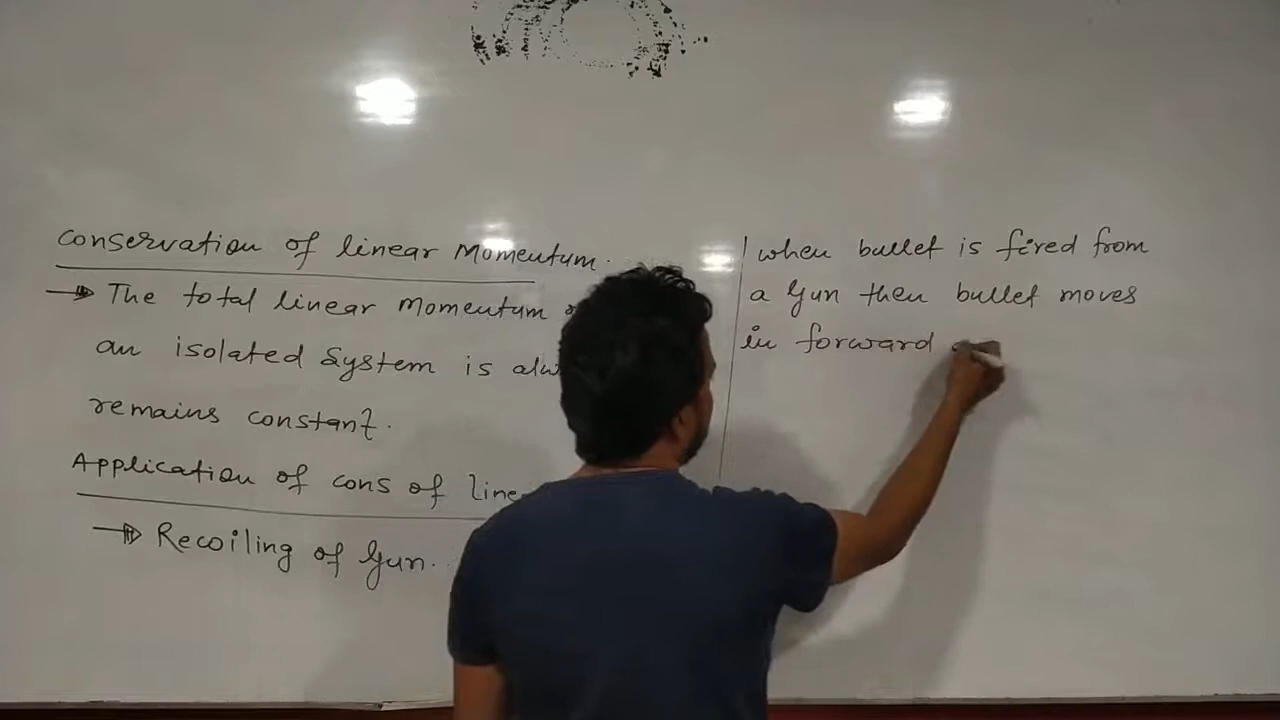 Conservation of linear Momentum.
→ The total linear Momentum
an isolated System is
remains constant.
Application of cons of
→ Recoiling of Gun.
when bullet is fired from
a Gun then bullet moves
in forward